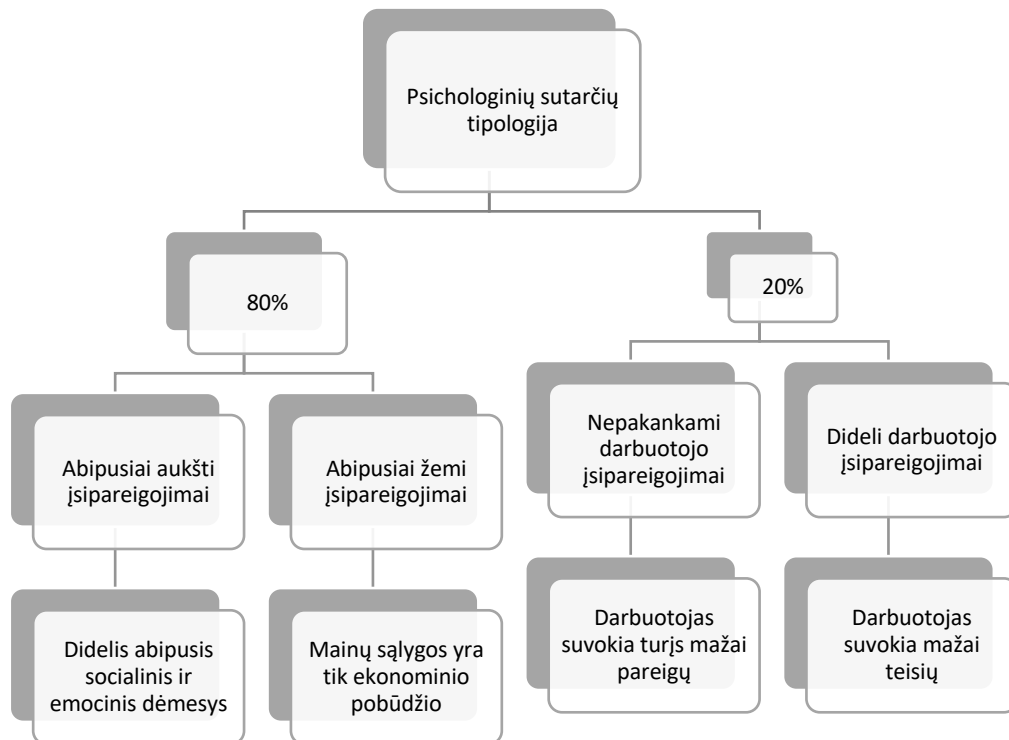 Psichologinių sutarčių
tipologija
80%
20%
Abipusiai aukšti
įsipareigojimai
Abipusiai žemi
įsipareigojimai
Nepakankami
darbuotojo
įsipareigojimai
Dideli darbuotojo
įsipareigojimai
Didelis abipusis
socialinis ir
emocinis dėmesys
Mainų sąlygos yra
tik ekonominio
pobūdžio
Darbuotojas
suvokia turįs mažai
pareigų
Darbuotojas
suvokia mažai
teisių